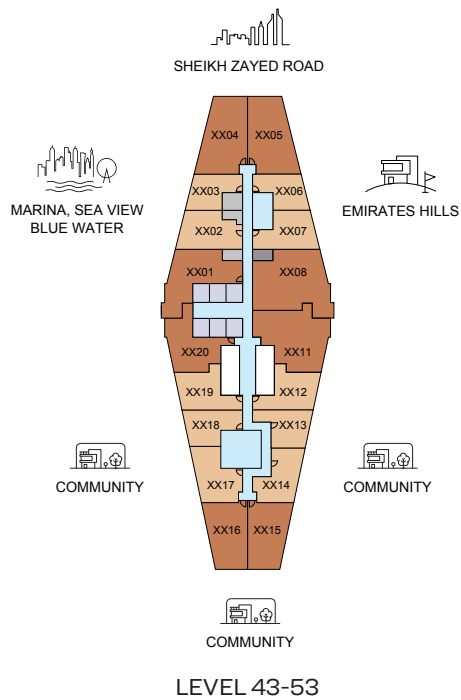 SHEIKH ZAYED ROAD
XX04
XX05
XX03
XX06
MARINA, SEA VIEW
BLUE WATER
EMIRATES HILLS
XX02
XX07
XX01
XX08
XX20
XX11
XX19
XX12
XX18
XX13
COMMUNITY
COMMUNITY
XX17
XX14
XX16
XX15
COMMUNITY
LEVEL 43-53